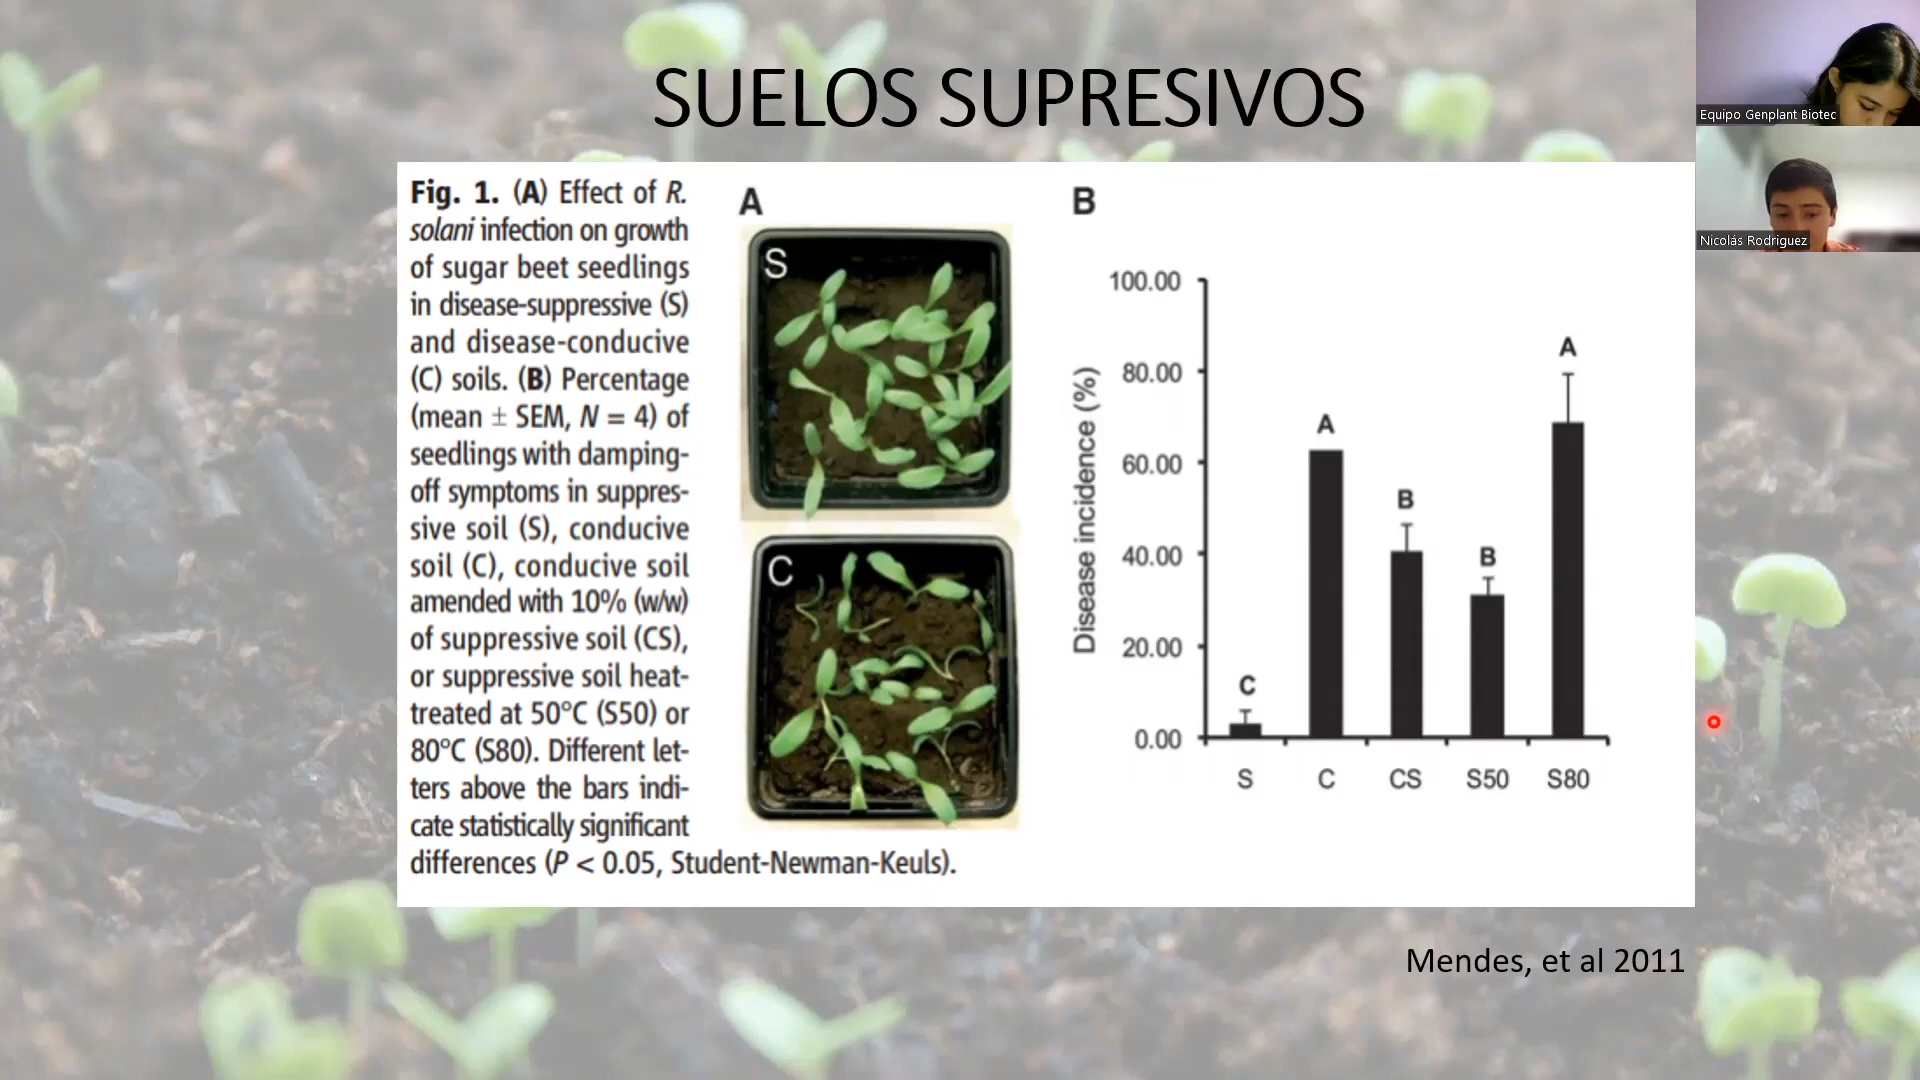 SUELOS SUPRESIVOS
Equipo Genplant Biotec
Nicolás Rodriguez
Fig. 1. (A) Effect of R.
solani infection on growth
of sugar beet seedlings
in disease-suppressive (S)
and disease-conducive
(C) soils. (B) Percentage
(mean ± SEM, N = 4) of
seedlings with damping-
off symptoms in suppres-
sive soil (S), conducive
soil (C), conducive soil
amended with 10% (w/w)
of suppressive soil (CS),
or suppressive soil heat-
treated at 50°C (S50) or
80°C (S80). Different let-
ters above the bars indi-
cate statistically significant
differences (P < 0.05, Student-Newman-Keuls).
A
S
C
B
Disease incidence (%)
100.00
80.00
60.00
40.00
20.00
0.00
C
A
B
B
A
S C CS S50 S80
Mendes, et al 2011